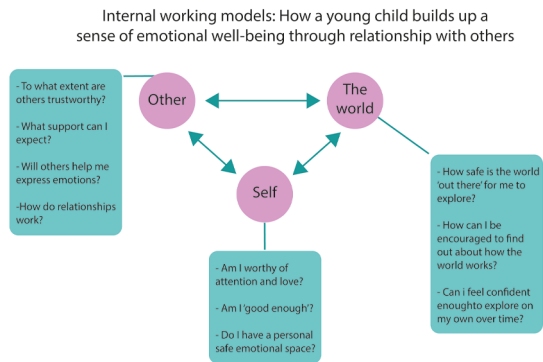 Internal working models: How a young child builds up a
sense of emotional well-being through relationship with others
- To what extent are
others trustworthy?
- What support can I
expect?
- Will others help me
express emotions?
-How do relationships
work?
Other
The
world
Self
- How safe is the world
'out there' for me to
explore?
- How can I be
encouraged to find
out about how the
world works?
- Can i feel confident
enoughto explore on
my own over time?
- Am I worthy of
attention and love?
- Am I 'good enough'?
- Do I have a personal
safe emotional space?